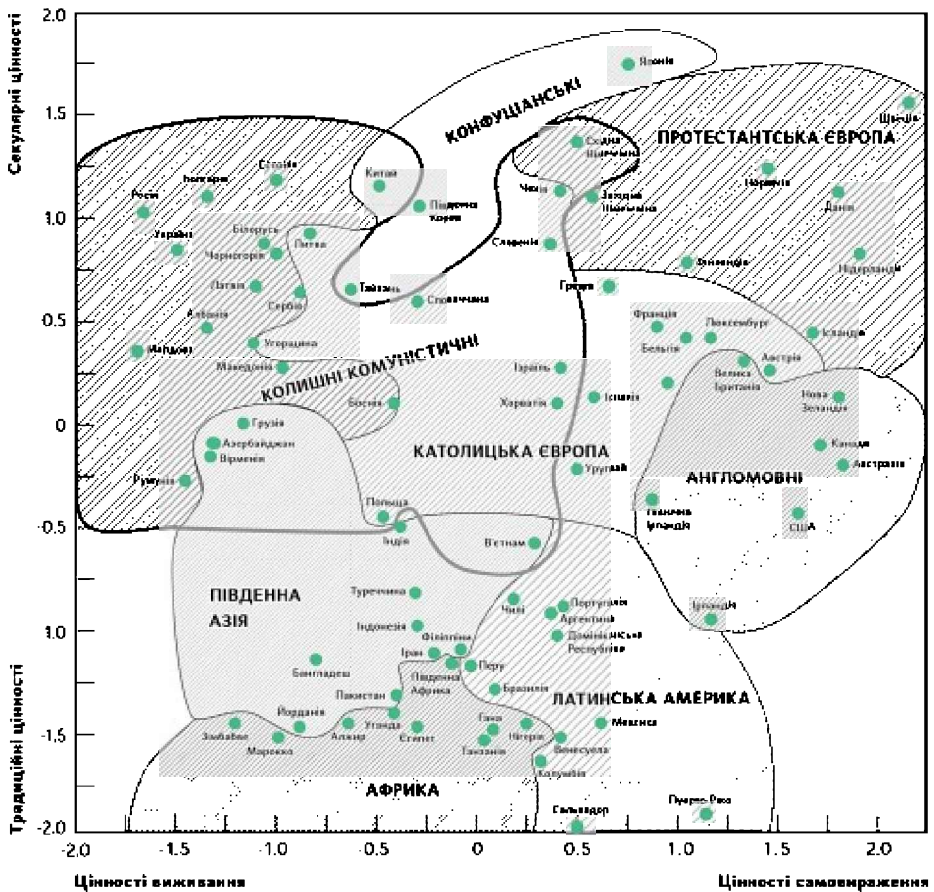 Секулярні цінності
Традиційні цінності
2.0
1.5
1.0
0.5
0
-0.5
1.0
-1.5
-2.0
-2.0
-1.5
-1.0
-0.5
0
0.5
1.0
1.5
2.0
Цінності виживання
Цінності самовираження
Японія
КОНФУЦІАНСЬКІ
Швеція
ПРОТЕСТАНТСЬКА ЄВРОПА
Східна
Німеччина
Норвегія
Данія
Нідерланди
Фінляндія
Західна
Німеччина
Чехія
Словенія
Греція
Китай
Південна
Корея
Тайвань
Словаччина
Естонія
Болгарія
Росія
Україна
Білорусь
Чорногорія
Литва
Латвія
Сербія
Албанія
Угорщина
Молдова
Македонія
КОЛИШНІ КОМУНІСТИЧНІ
Боснія
Грузія
Азербайджан
Вірменія
Румунія
Ізраїль
Хорватія
Іспанія
КАТОЛИЦЬКА ЄВРОПА
Уругвай
Польща
Індія
В'єтнам
Франція
Люксембург
Бельгія
Ісландія
Австрія
Велика
Британія
Нова
Зеландія
Канада
Австралія
АНГЛОМОВНІ
Північна
Ірландія
США
Ірландія
ПІВДЕННА
АЗІЯ
Туреччина
Індонезія
Філіппіни
Іран
Бангладеш
Південна
Африка
Перу
Чилі
Португалія
Аргентина
Домініканська
Республіка
Бразилія
ЛАТИНСЬКА АМЕРИКА
Мексика
Пакистан
Йорданія
Уганда
Зімбабве
Марокко
Алжир
Єгипет
Гана
Танзанія
Нігерія
Венесуела
Колумбія
АФРИКА
Сальвадор
Пуерто-Ріко